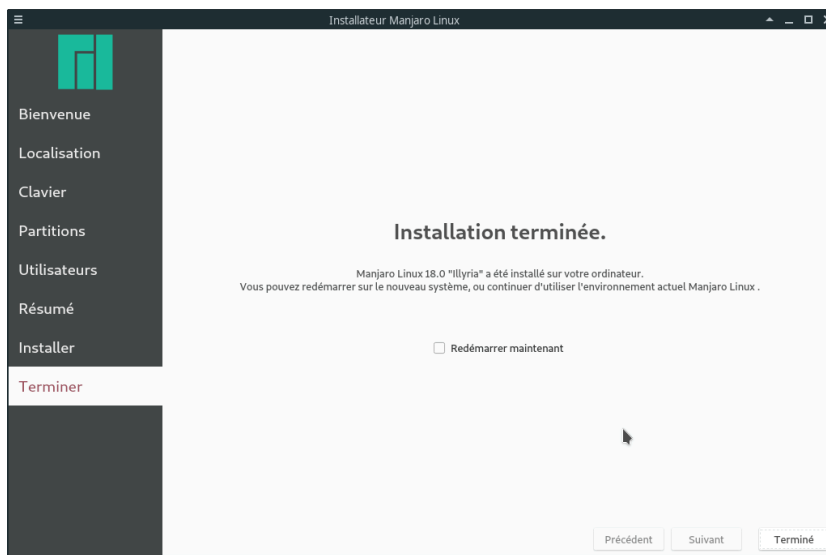 Installateur Manjaro Linux
Bienvenue
Localisation
Clavier
Partitions
Utilisateurs
Résumé
Installer
Terminer
Installation terminée.
Manjaro Linux 18.0 "Illyria" a été installé sur votre ordinateur.
Vous pouvez redémarrer sur le nouveau système, ou continuer d'utiliser l'environnement actuel Manjaro Linux .
Redémarrer maintenant
Précédent
Suivant
Terminé